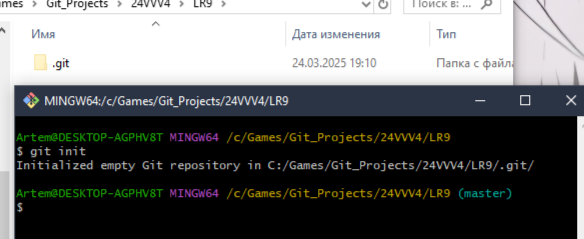 Git_Projects > 24VVV4 > LR9 >
Поиск в: ...
Имя
Дата изменения
Тип
.git
24.03.2025 19:10
Папка с файла
MINGW64:/c/Games/Git_Projects/24VVV4/LR9
Artem@DESKTOP-AGPHV8T MINGW64 /c/Games/Git_Projects/24VVV4/LR9
$ git init
Initialized empty Git repository in C:/Games/Git_Projects/24VVV4/LR9/.git/
Artem@DESKTOP-AGPHV8T MINGW64 /c/Games/Git_Projects/24VVV4/LR9 (master)
$